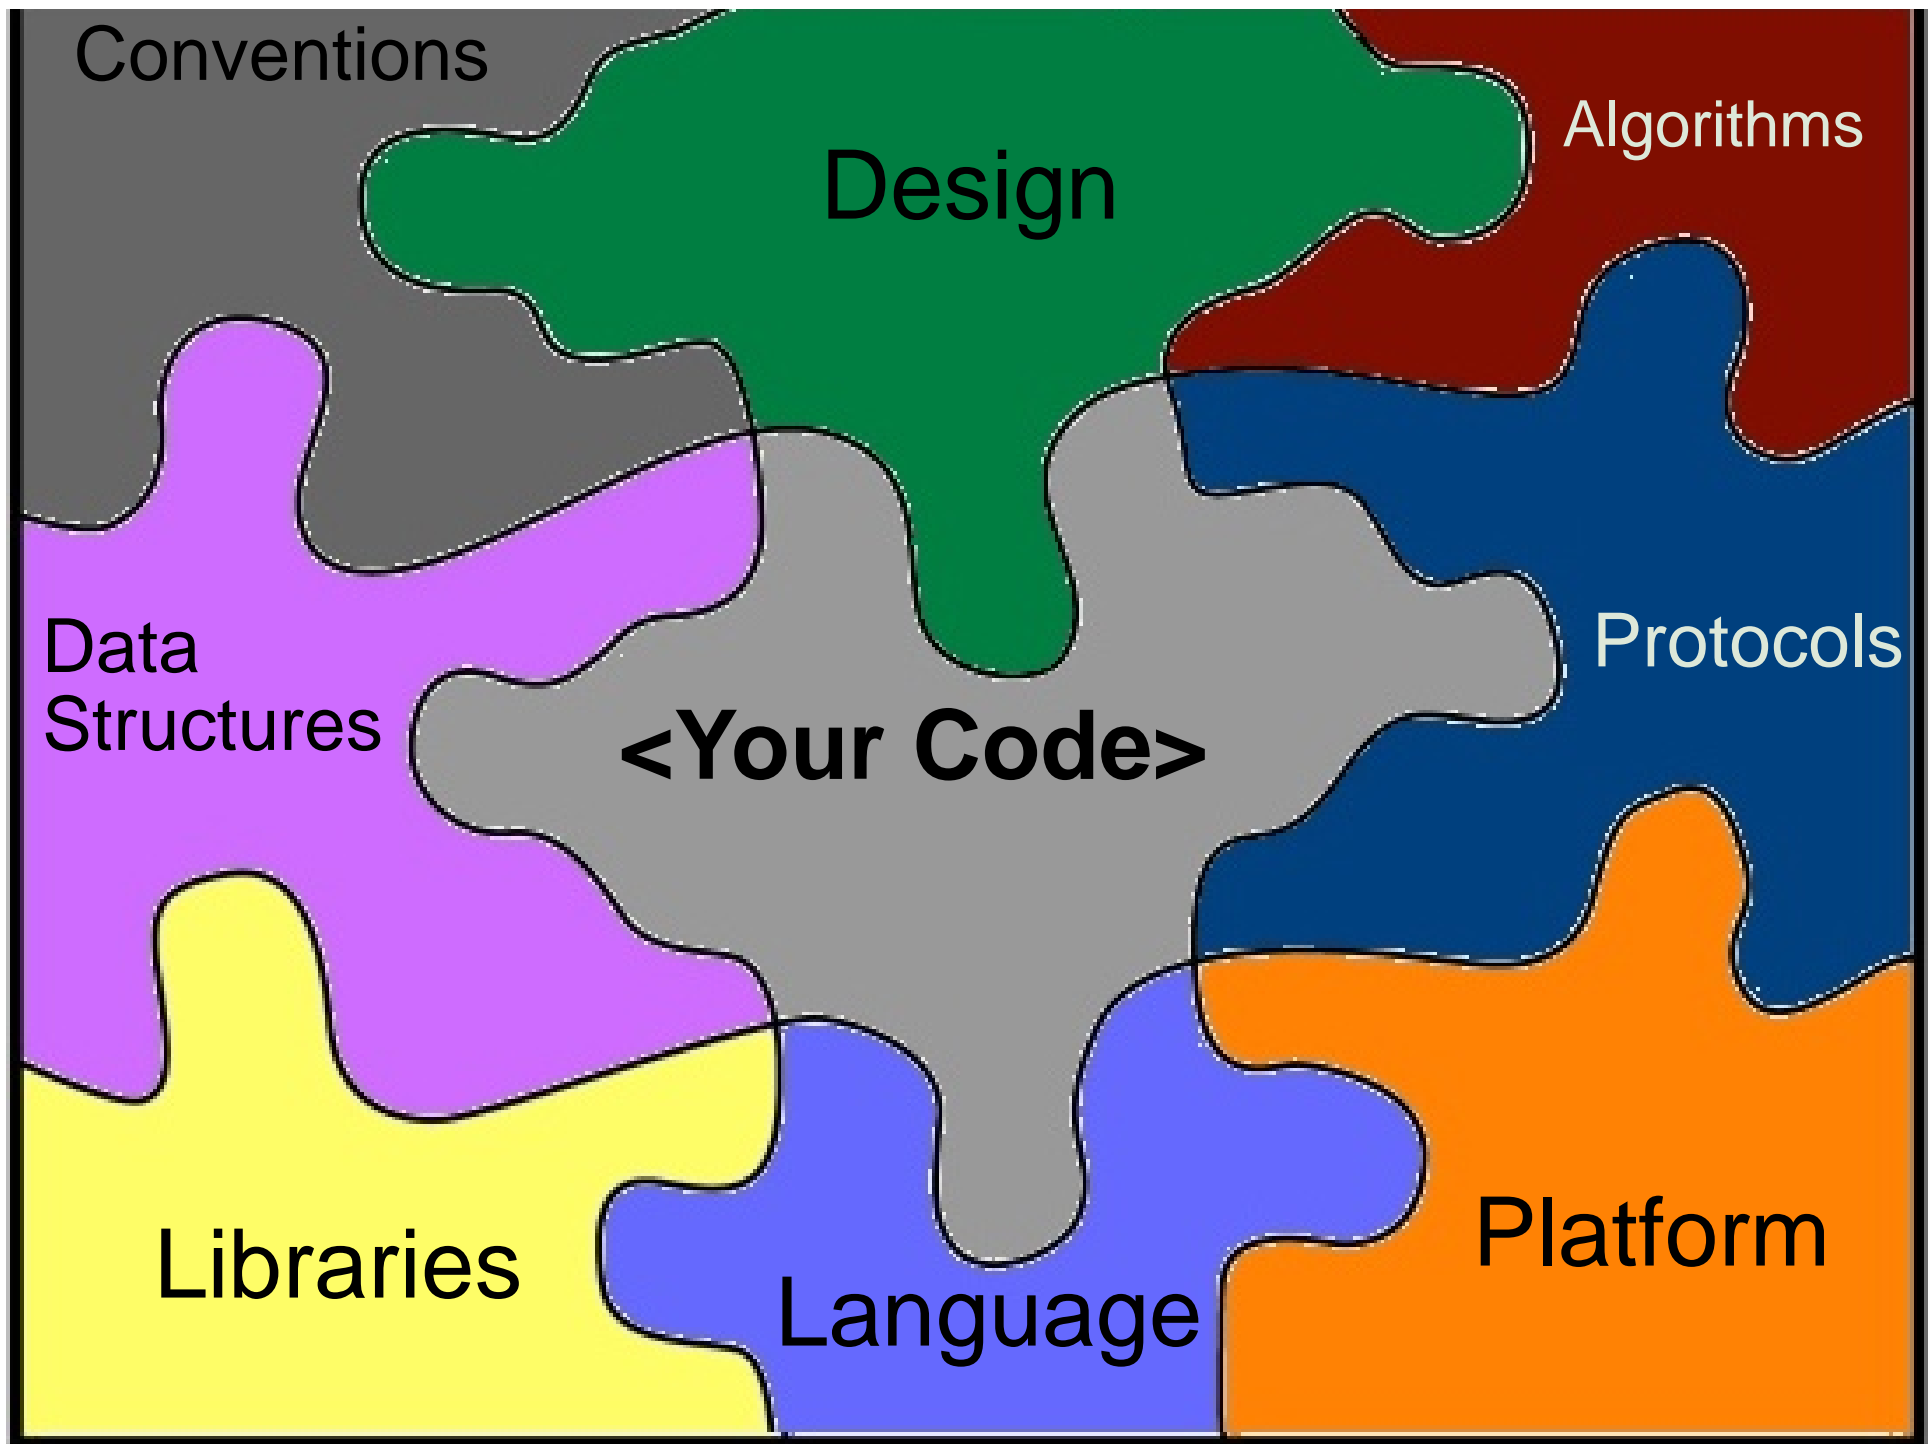 Conventions
Design
Algorithms
Data
Structures
<Your Code>
Protocols
Libraries
Language
Platform